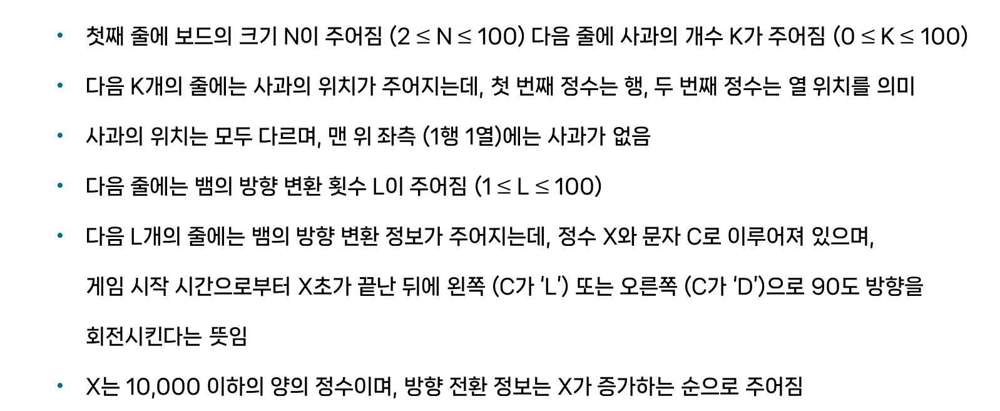 • 첫째 줄에 보드의 크기 N이 주어짐 (2 ≤ N ≤ 100) 다음 줄에 사과의 개수 K가 주어짐 (0 ≤ K ≤ 100)
• 다음 K개의 줄에는 사과의 위치가 주어지는데, 첫 번째 정수는 행, 두 번째 정수는 열 위치를 의미
• 사과의 위치는 모두 다르며, 맨 위 좌측 (1행 1열)에는 사과가 없음
• 다음 줄에는 뱀의 방향 변환 횟수 L이 주어짐 (1 ≤ L ≤ 100)
• 다음 L개의 줄에는 뱀의 방향 변환 정보가 주어지는데, 정수 X와 문자 C로 이루어져 있으며,
게임 시작 시간으로부터 X초가 끝난 뒤에 왼쪽 (C가 ‘L’) 또는 오른쪽 (C가 ‘D’)으로 90도 방향을
회전시킨다는 뜻임
• X는 10,000 이하의 양의 정수이며, 방향 전환 정보는 X가 증가하는 순으로 주어짐